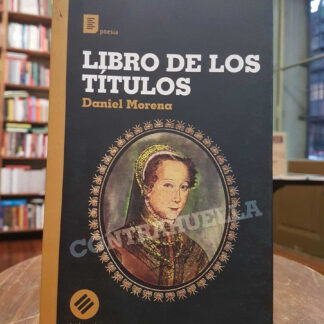 poesía
LIBRO DE LOS
TÍTULOS
Daniel Morena
CONTRAHUELLA